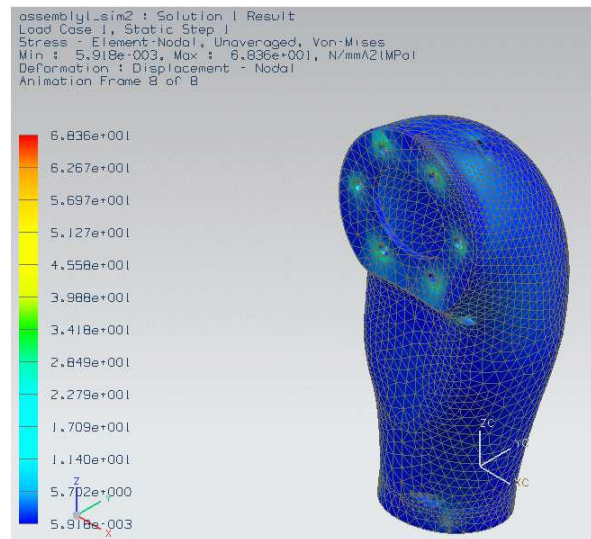 assembly1_sim2 : Solution 1 Result
Load Case 1, Static Step 1
Stress - Element-Nodal, Unaveraged, Von-Mises
Min : 5.918e-003, Max : 6.836e+001, N/mm^2(MPa)
Deformation : Displacement - Nodal
Animation Frame 8 of 8
6.836e+001
6.267e+001
5.697e+001
5.127e+001
4.558e+001
3.988e+001
3.418e+001
2.849e+001
2.279e+001
1.709e+001
1.140e+001
5.702e+000
5.918e-003
Z
Y
X
ZC
YC
XC